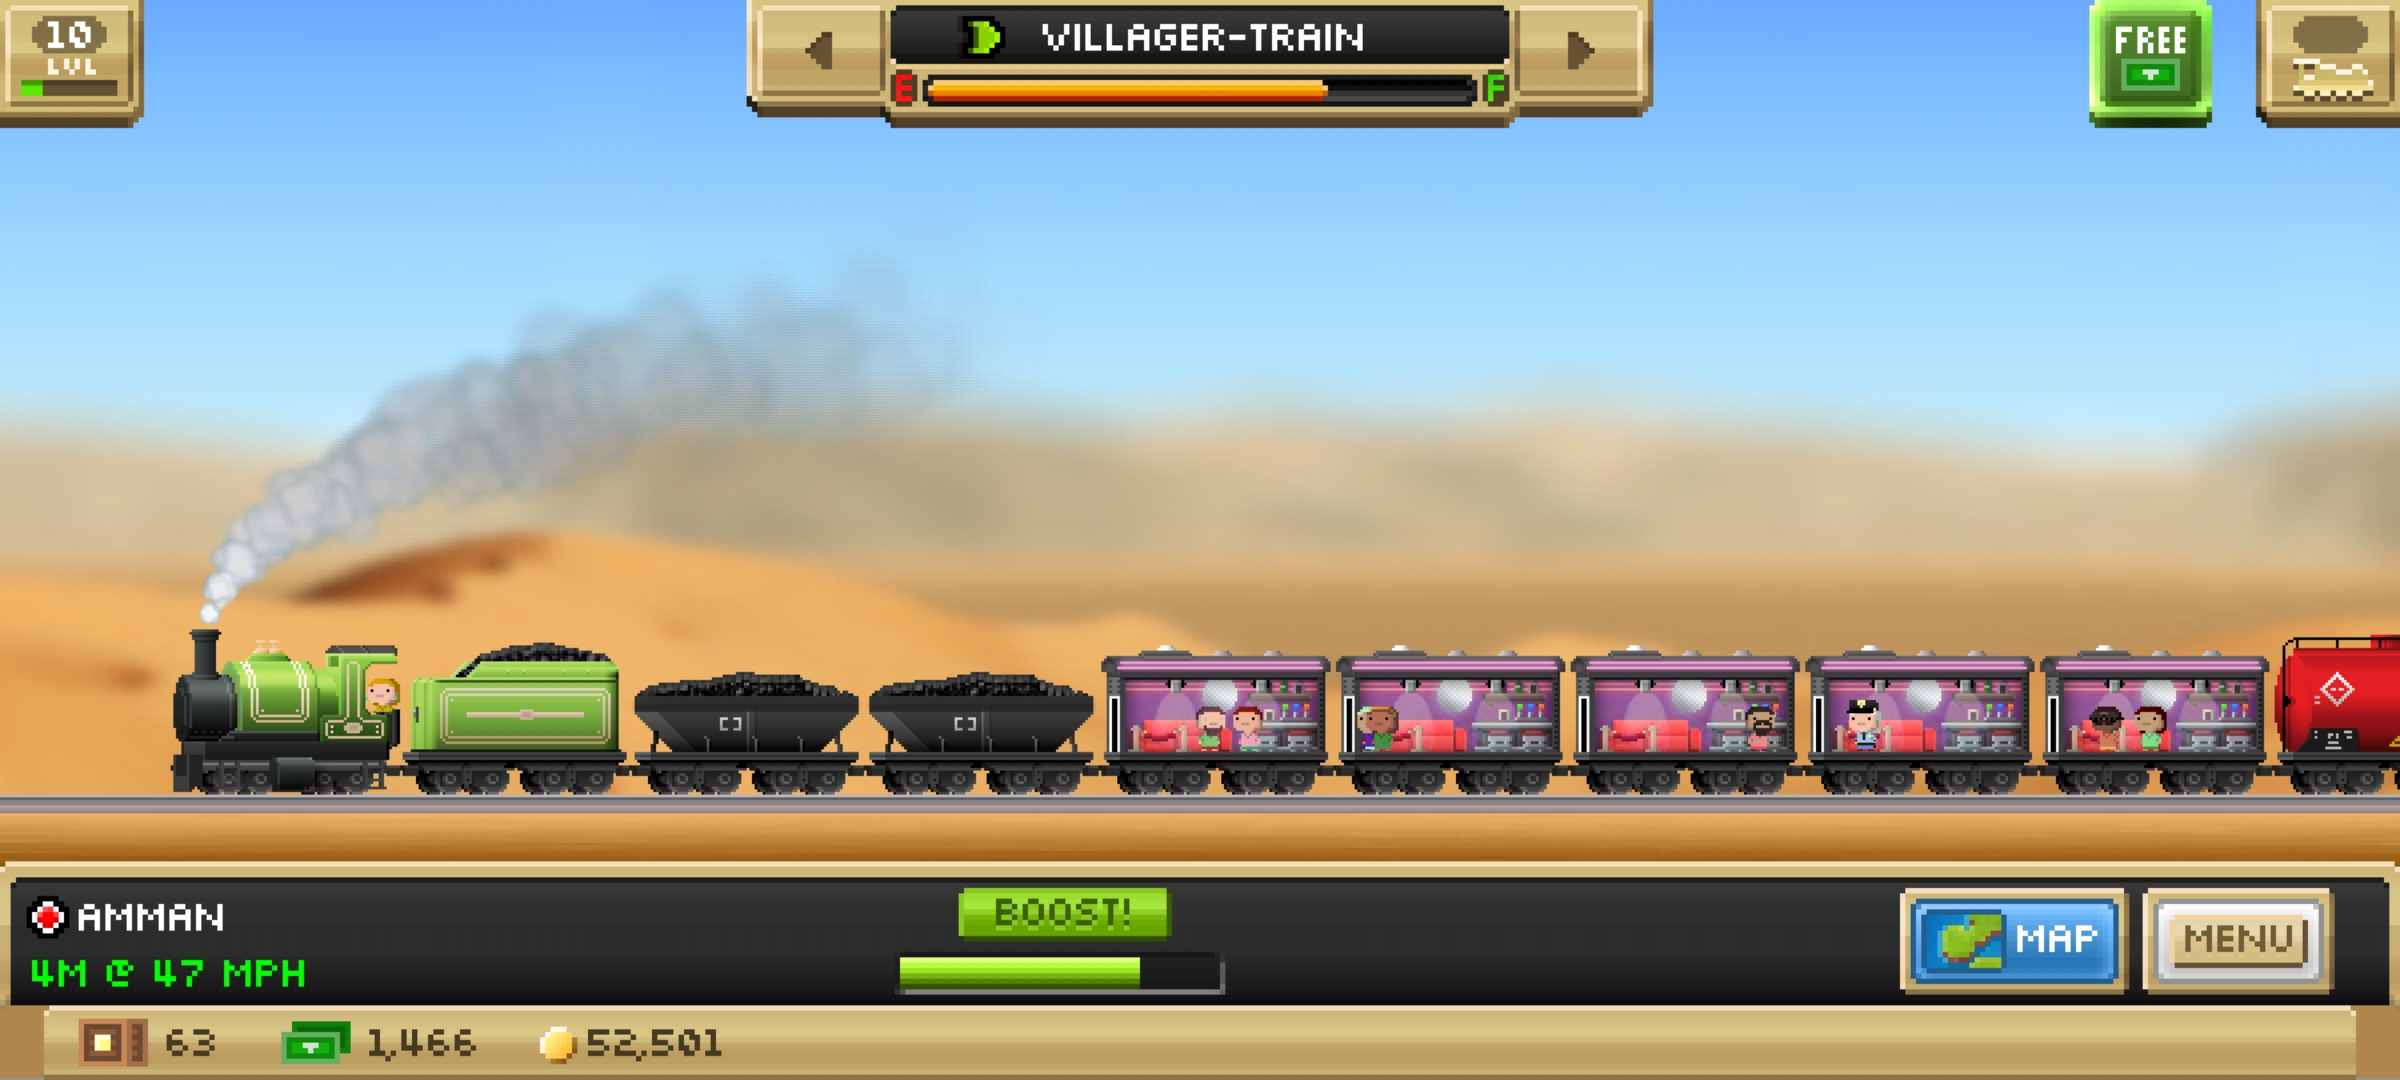 10
LVL
VILLAGER-TRAIN
E F
FREE
AMMAN
4M @ 47 MPH
BOOST!
MAP
MENU
63 1,466 52,501